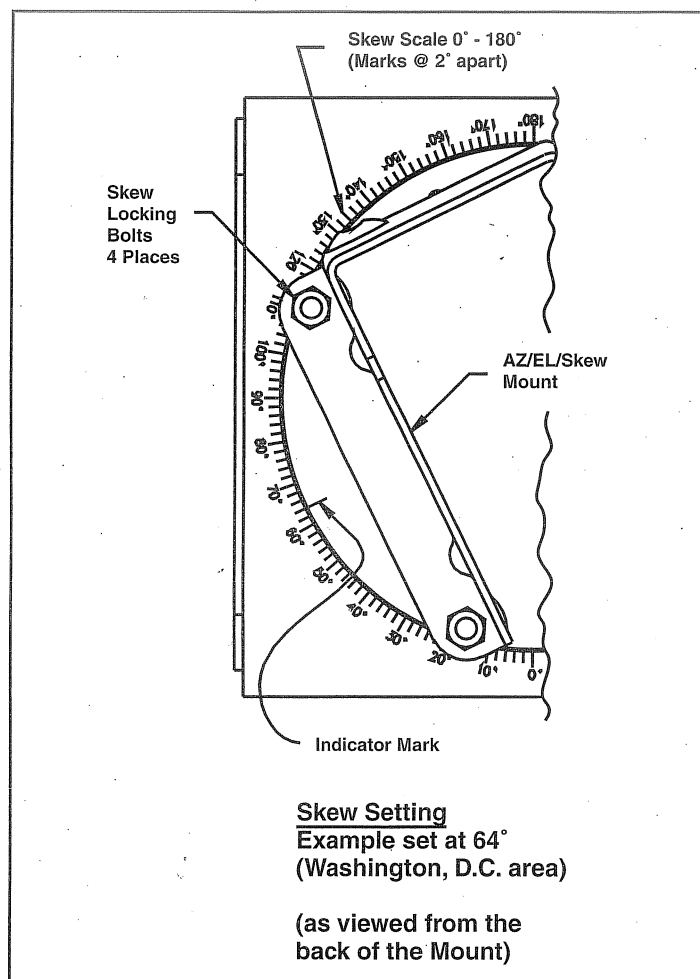 Skew Scale 0° - 180°
(Marks @ 2° apart)
Skew
Locking
Bolts
4 Places
180°
170°
160°
150°
140°
130°
120
110°
100°
90°
80°
70°
60°
50°
40°
30°
20°
10°
0°
AZ/EL/Skew
Mount
Indicator Mark
Skew Setting
Example set at 64°
(Washington, D.C. area)
(as viewed from the
back of the Mount)